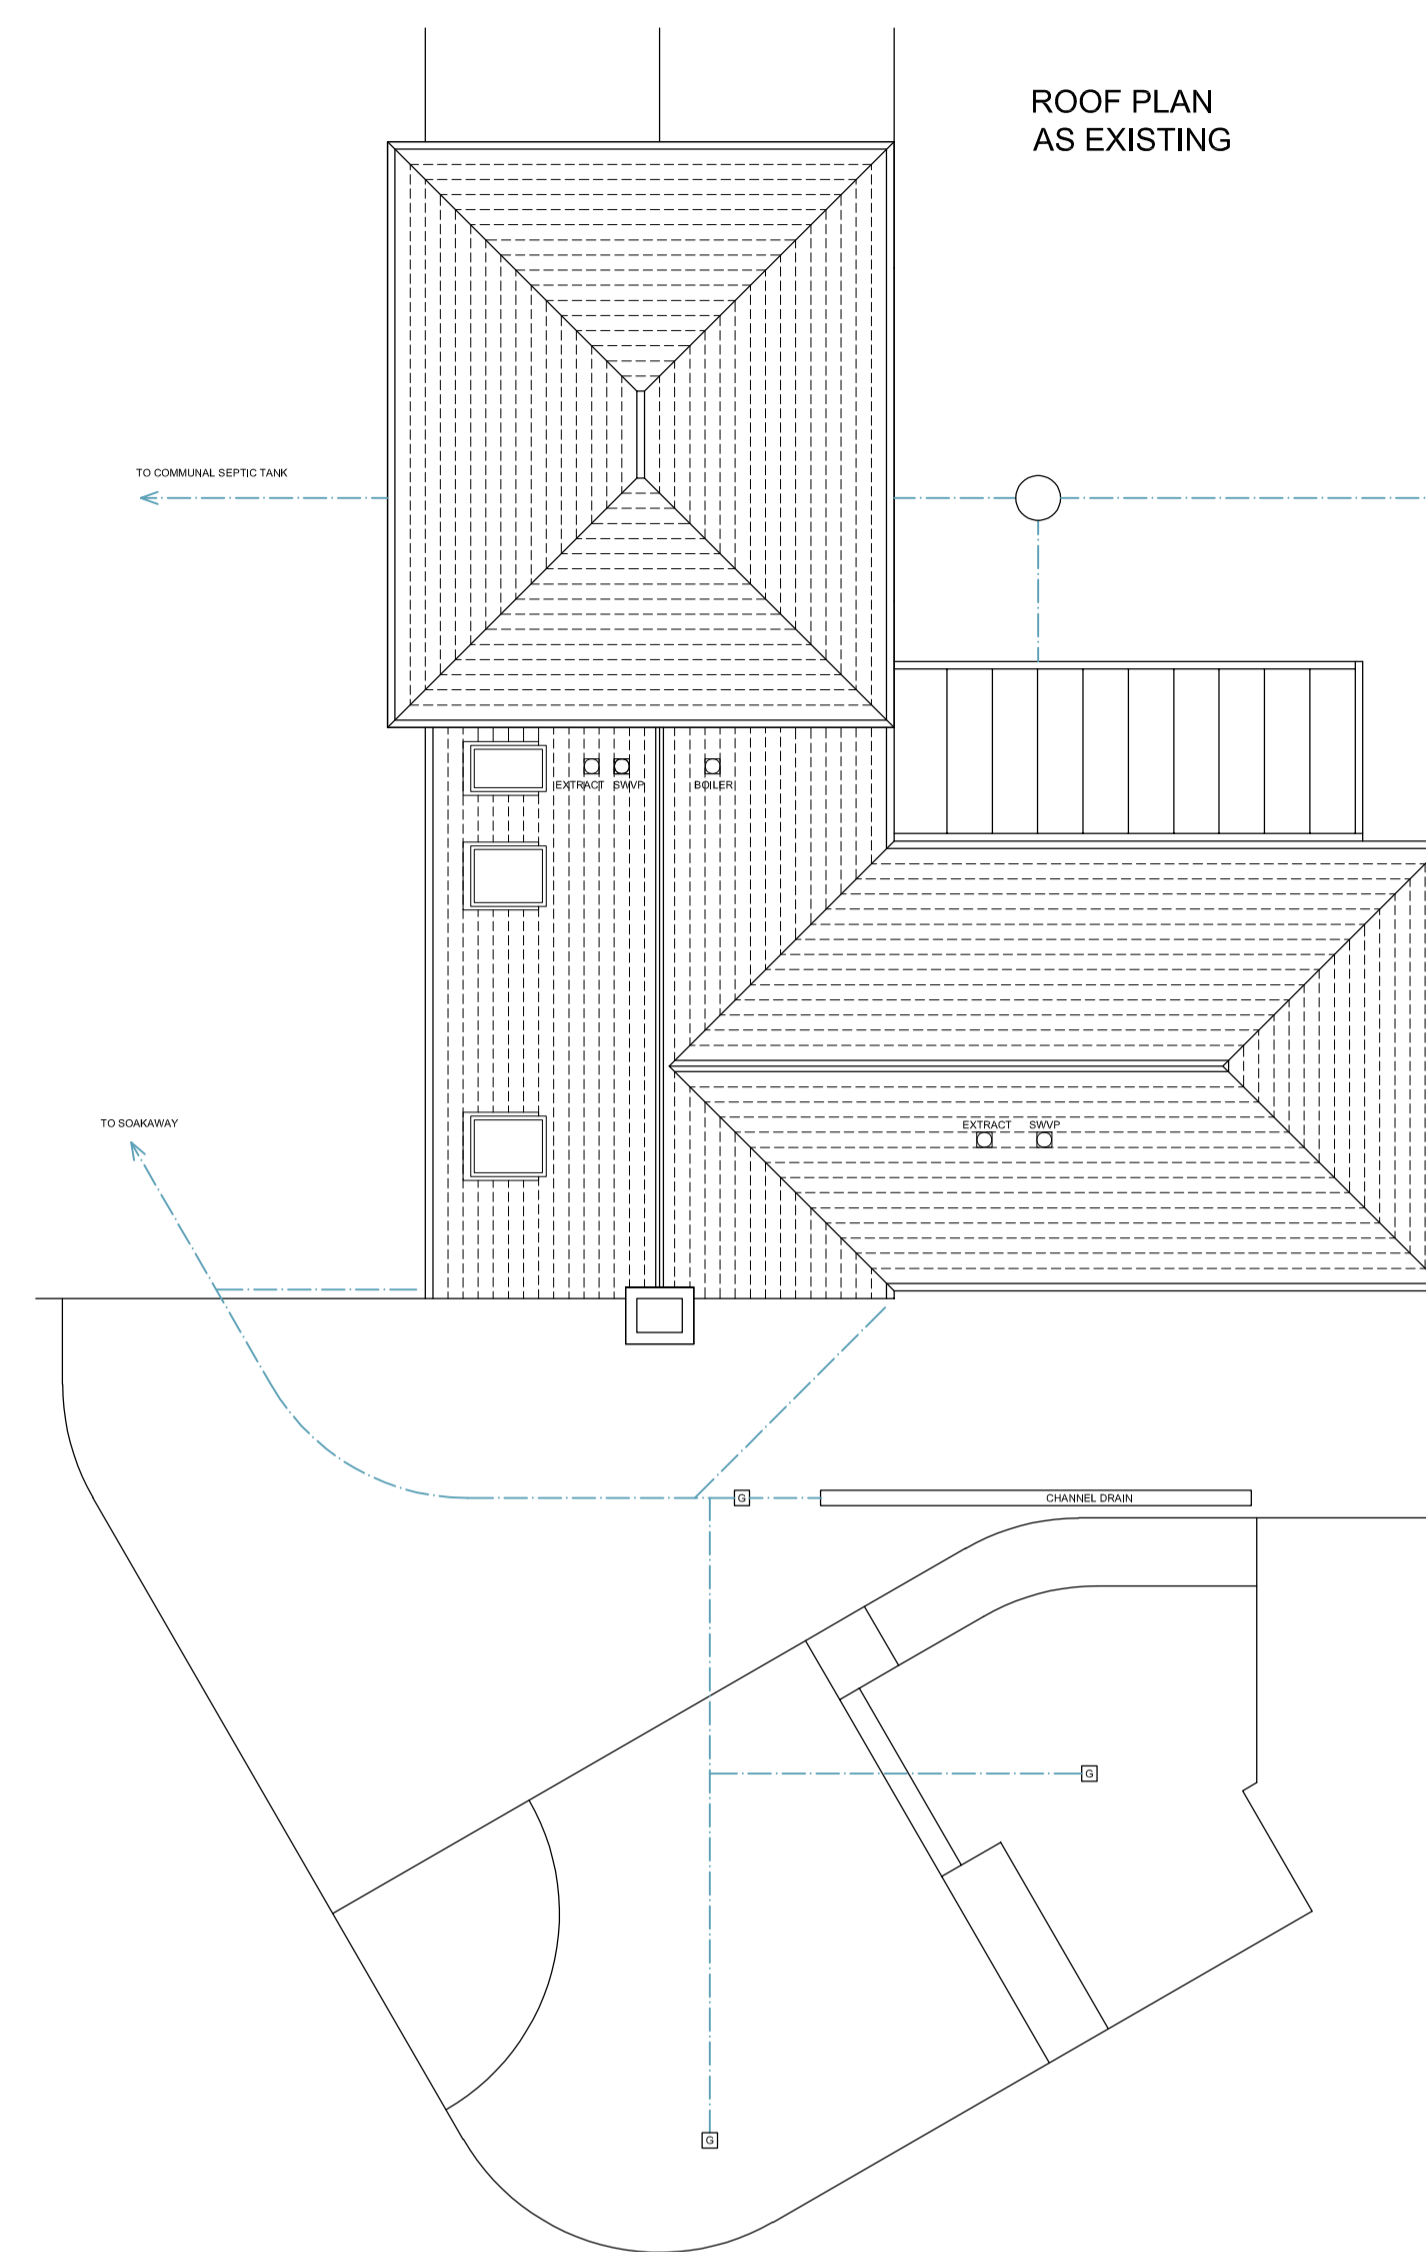 ROOF PLAN
AS EXISTING
TO COMMUNAL SEPTIC TANK
EXTRACT SWVP BOILER
TO SOAKAWAY
EXTRACT SWVP
G CHANNEL DRAIN
G
G